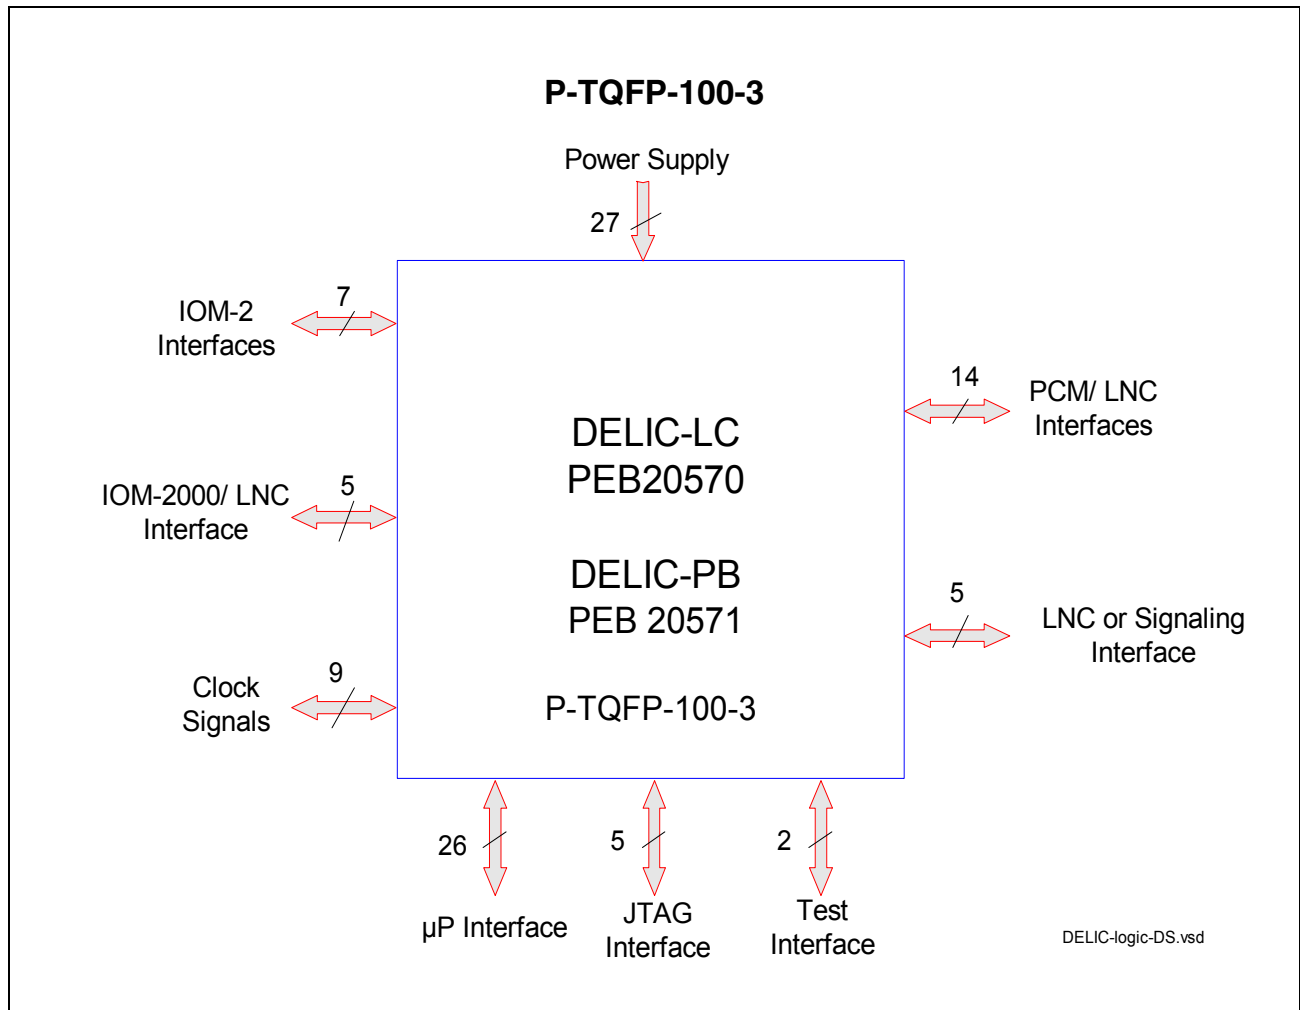 P-TQFP-100-3
Power Supply
27
7
IOM-2
Interfaces
14
PCM/ LNC
Interfaces
DELIC-LC
PEB20570
5
IOM-2000/ LNC
Interface
DELIC-PB
PEB 20571
5
LNC or Signaling
Interface
9
Clock
Signals
P-TQFP-100-3
26
5
2
µP Interface
JTAG
Interface
Test
Interface
DELIC-logic-DS.vsd